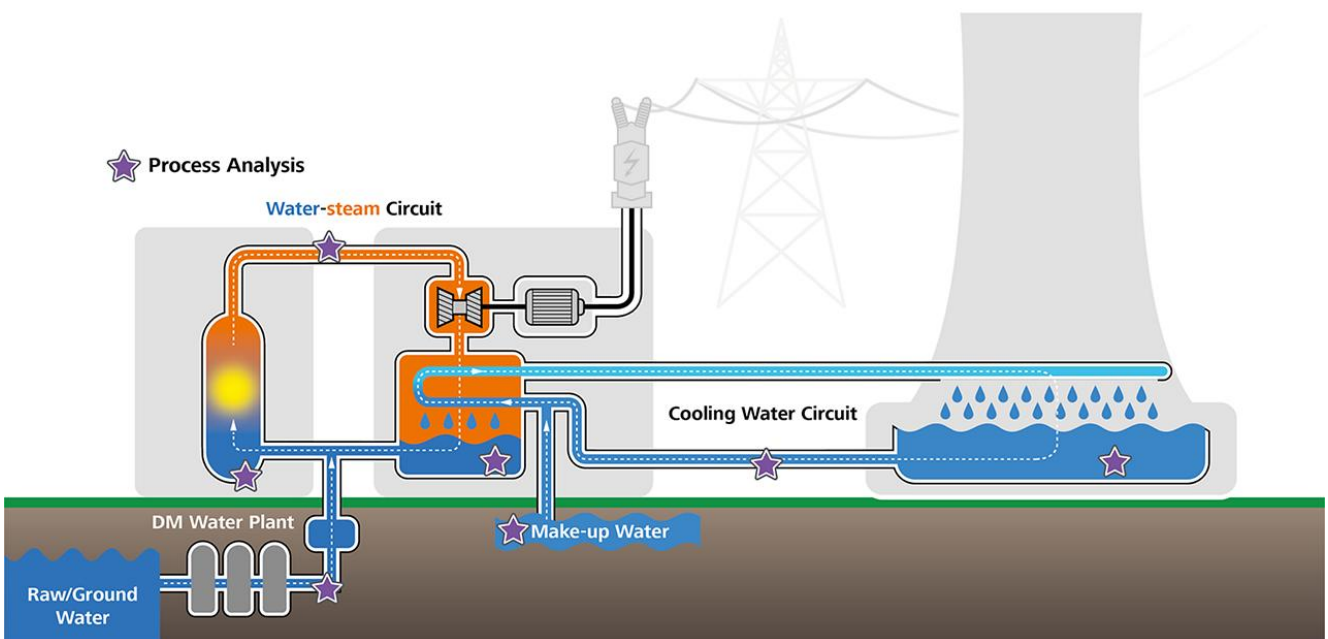 Process Analysis
Water-steam Circuit
Cooling Water Circuit
DM Water Plant
Make-up Water
Raw/Ground
Water